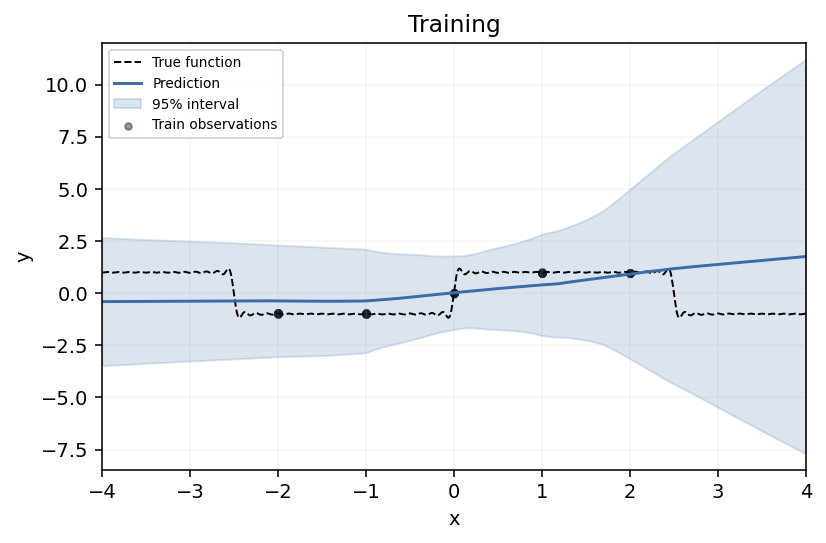 Training
True function
Prediction
95% interval
Train observations
10.0
7.5
5.0
2.5
0.0
−2.5
−5.0
−7.5
y
−4 −3 −2 −1 0 1 2 3 4
x